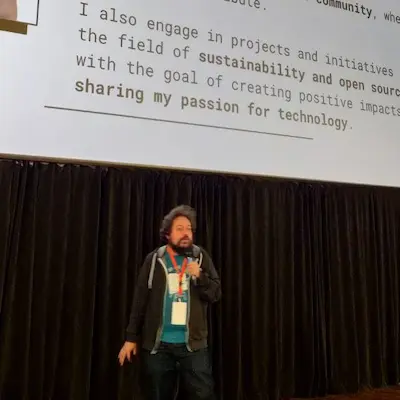 community, whe
I also engage in projects and initiatives
the field of sustainability and open sourc
with the goal of creating positive impacts
sharing my passion for technology.